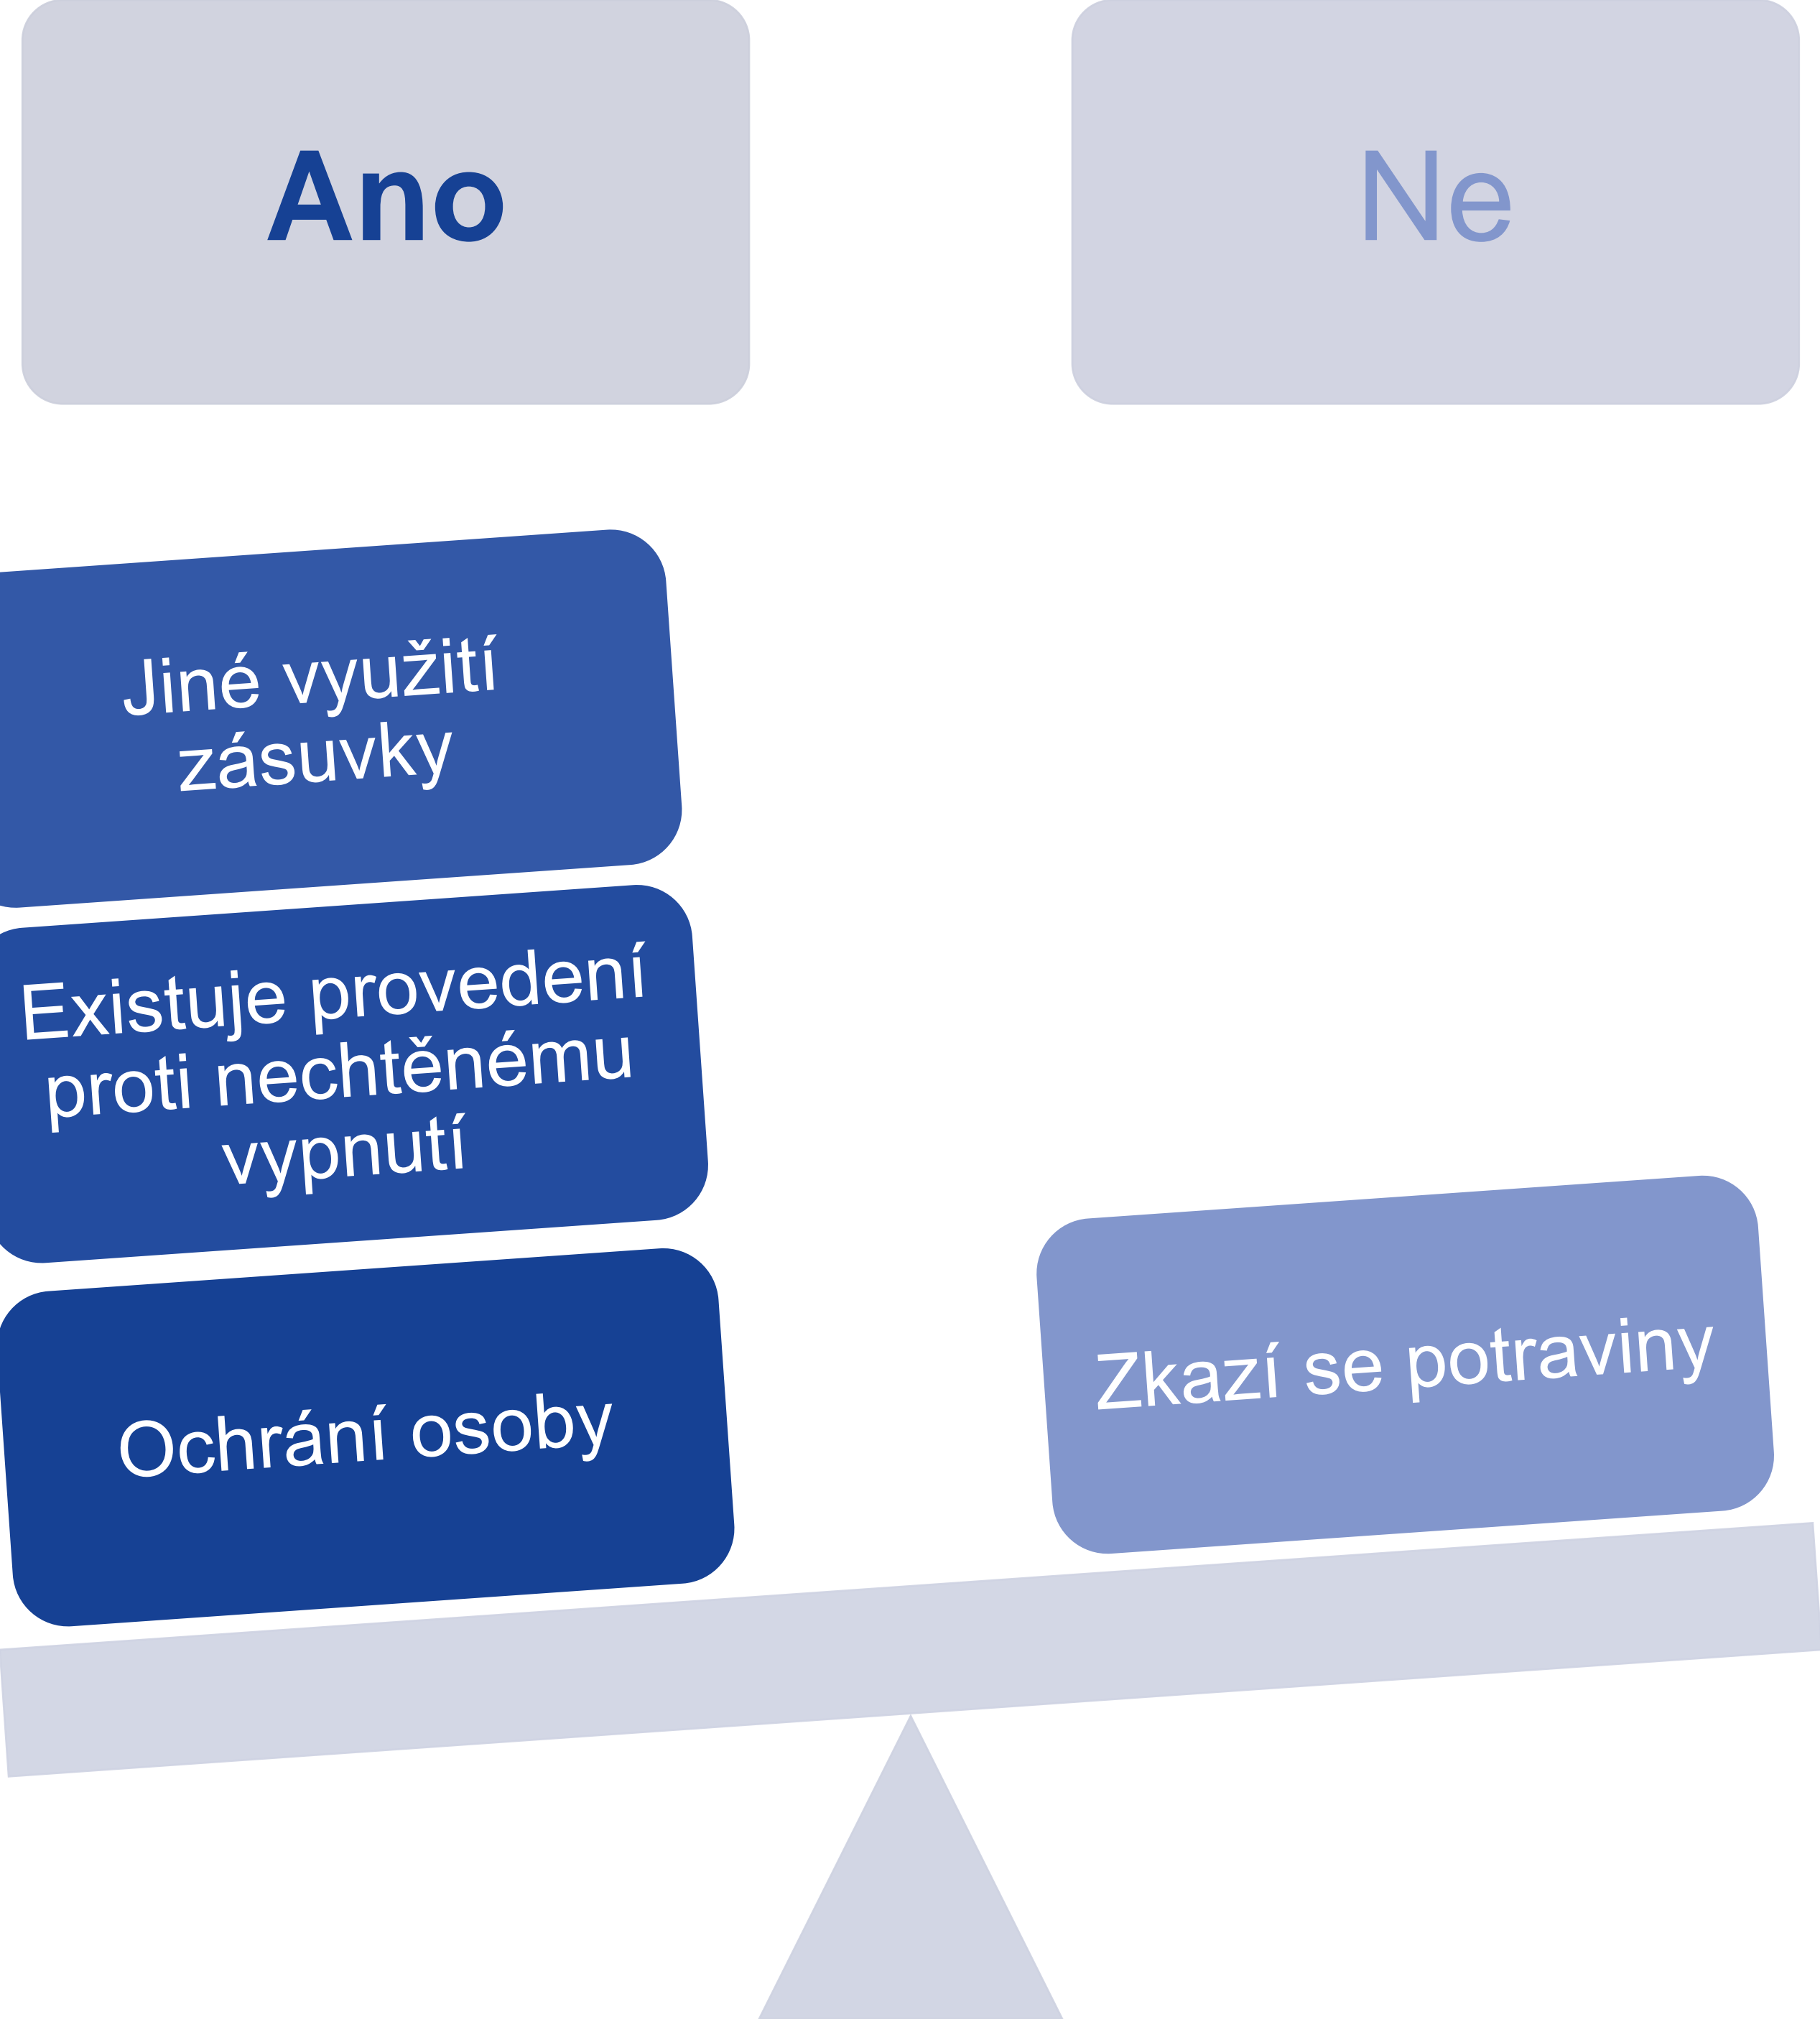 Ano
Ne
Jiné využití
zásuvky
Existuje provedení
proti nechtěnému
vypnutí
Ochrání osoby
Zkazí se potraviny